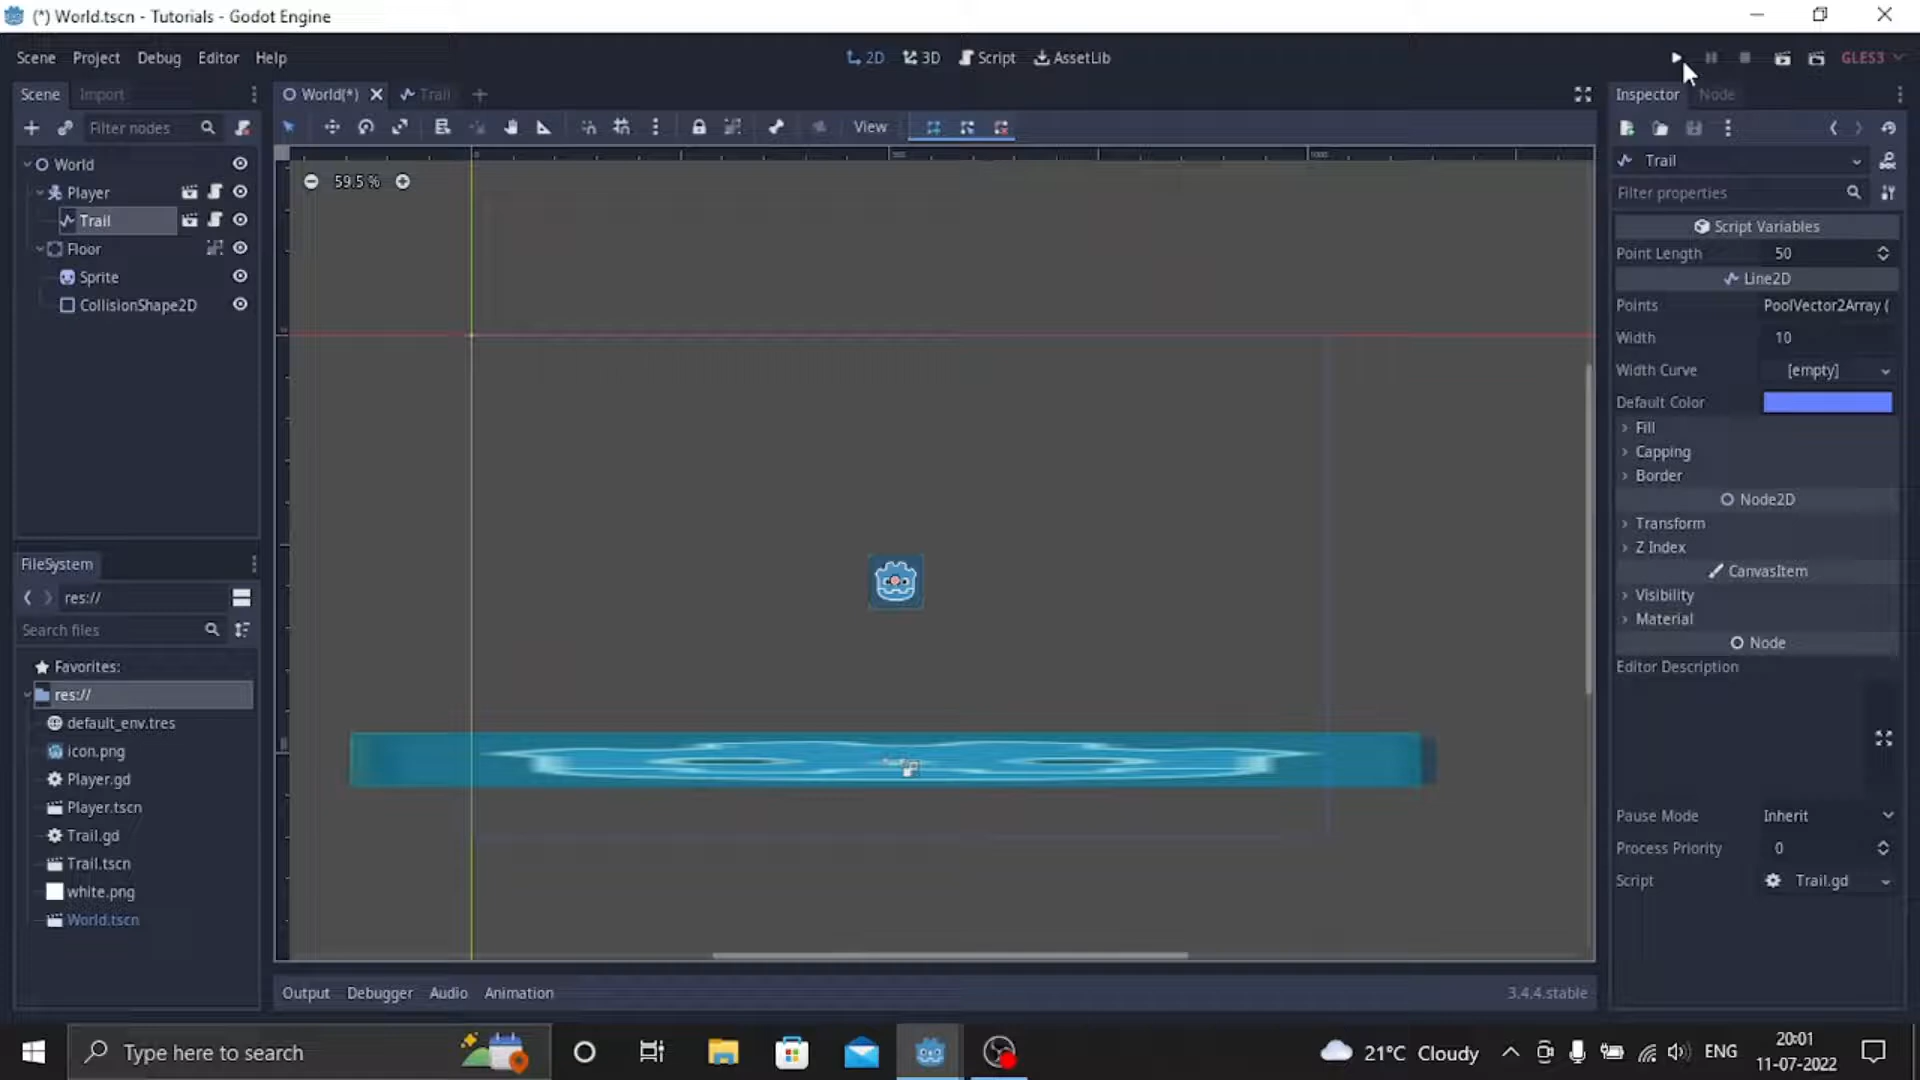 (*) World.tscn - Tutorials - Godot Engine
Scene Project Debug Editor Help
2D 3D Script AssetLib
GLES3
Scene Import
World(*) Trail
Inspector Node
Filter nodes
View
World
Player
Trail
Floor
Sprite
CollisionShape2D
59.5 %
Trail
Filter properties
Script Variables
Point Length 50
Line2D
Points PoolVector2Array (
Width 10
Width Curve [empty]
Default Color
Fill
Capping
Border
Node2D
Transform
Z Index
CanvasItem
Visibility
Material
Node
Editor Description
Pause Mode Inherit
Process Priority 0
Script Trail.gd
FileSystem
res://
Search files
Favorites:
res://
default_env.tres
icon.png
Player.gd
Player.tscn
Trail.gd
Trail.tscn
white.png
World.tscn
Output Debugger Audio Animation
3.4.4.stable
Type here to search
21°C Cloudy
ENG
20:01
11-07-2022